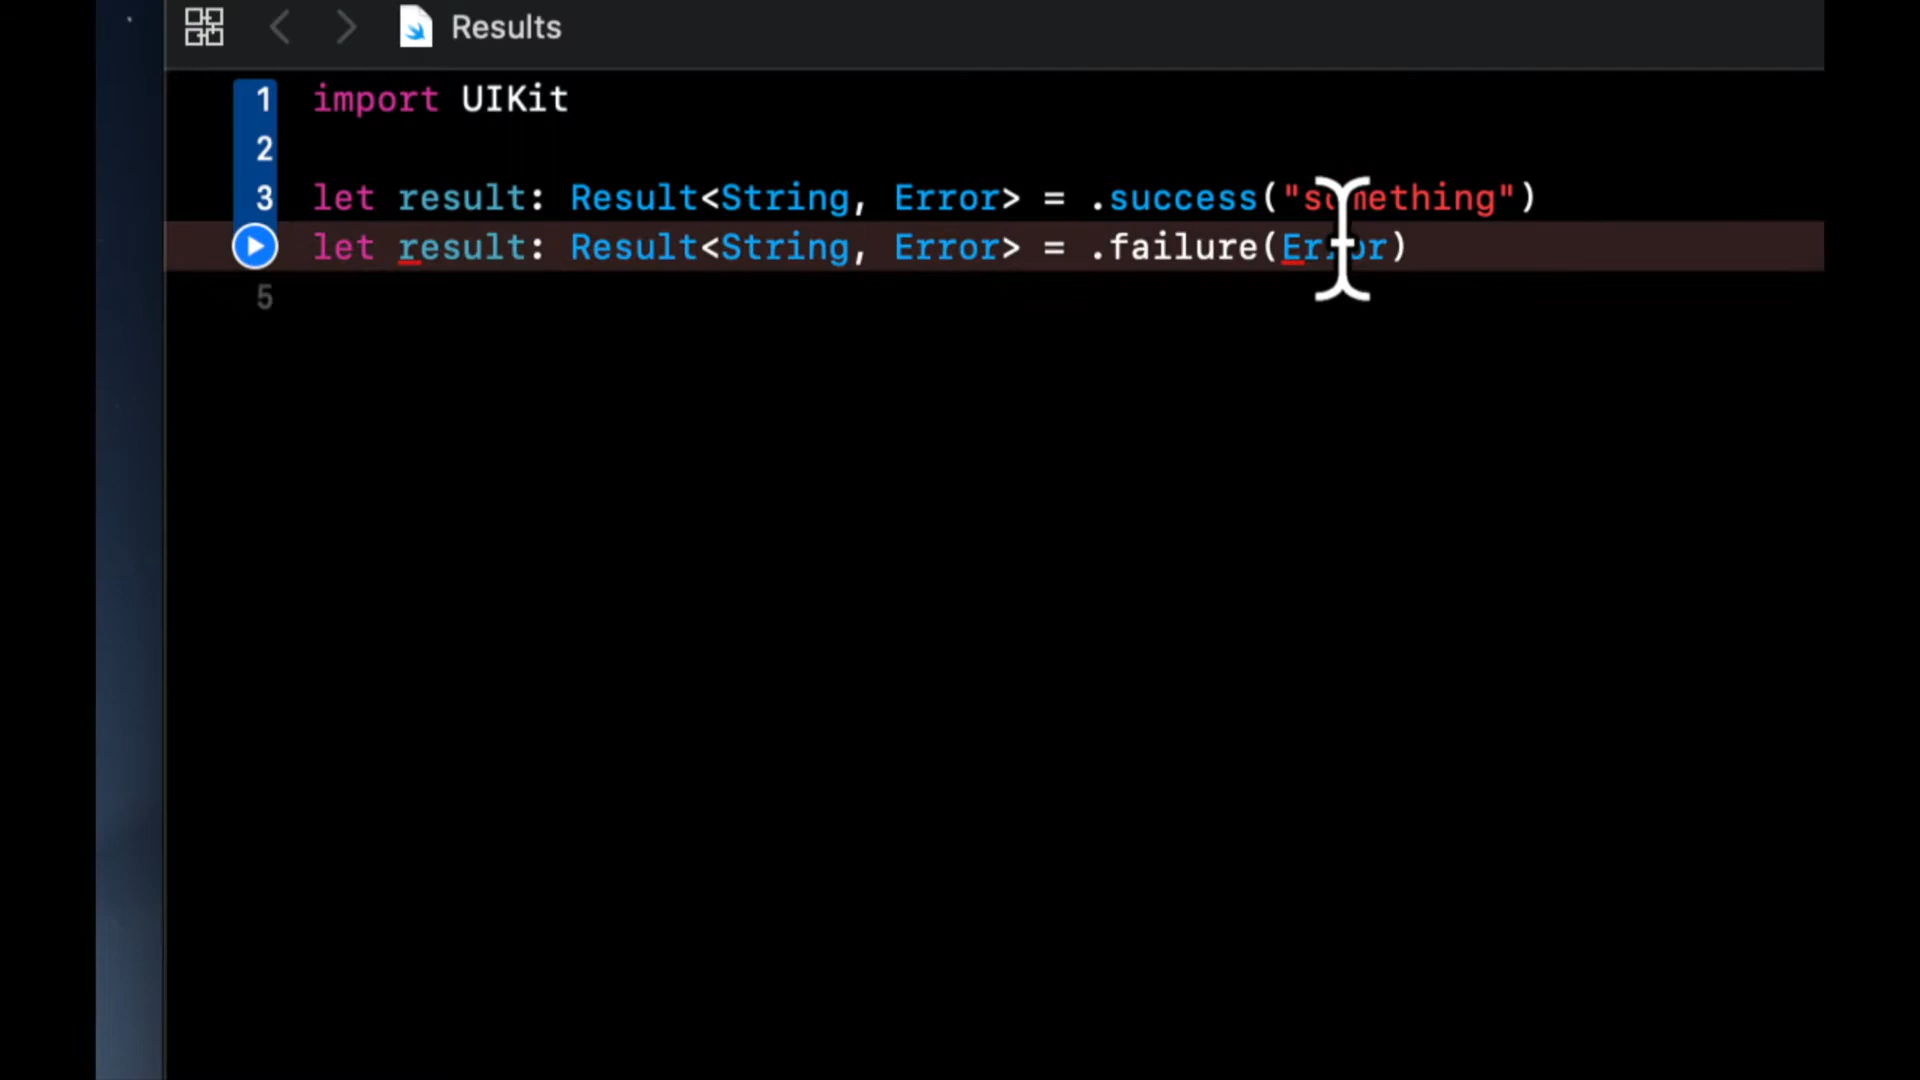 Results
1 import UIKit
2
3 let result: Result<String, Error> = .success("something")
let result: Result<String, Error> = .failure(Error)
5